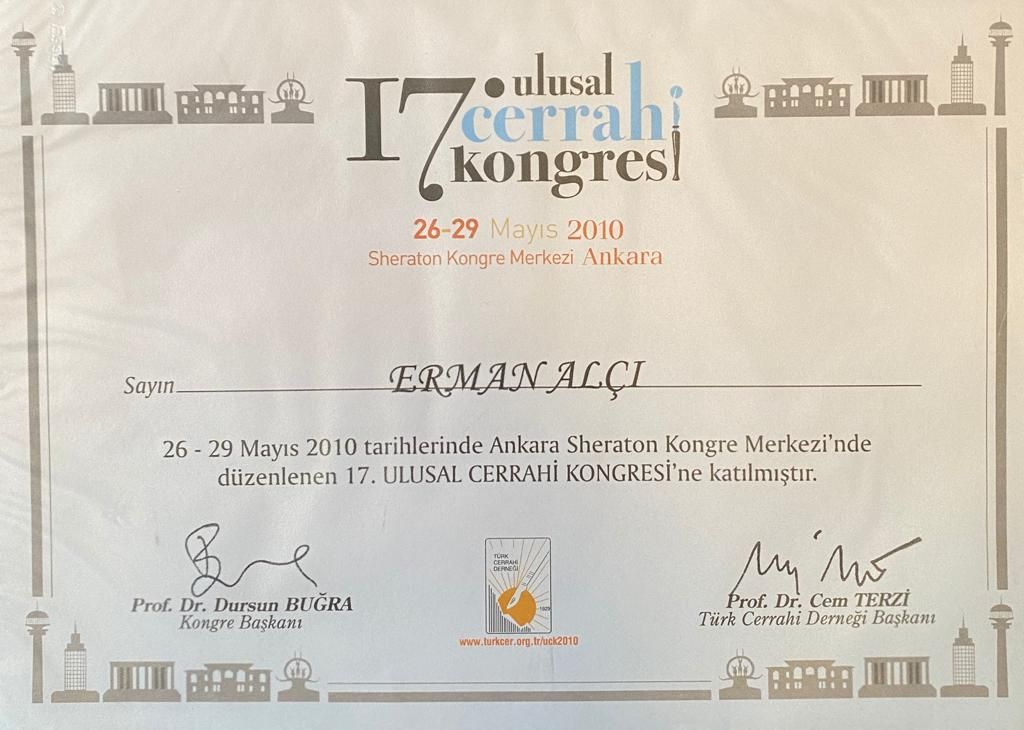 17. ulusal
cerrahi
kongresi
26-29 Mayıs 2010
Sheraton Kongre Merkezi Ankara
Sayın ERMAN ALÇI
26 - 29 Mayıs 2010 tarihlerinde Ankara Sheraton Kongre Merkezi'nde
düzenlenen 17. ULUSAL CERRAHİ KONGRESİ'ne katılmıştır.
Prof. Dr. Dursun BUĞRA
Kongre Başkanı
TÜRK
CERRAHİ
DERNEĞİ
1929
www.turkcer.org.tr/uck2010
Prof. Dr. Cem TERZİ
Türk Cerrahi Derneği Başkanı